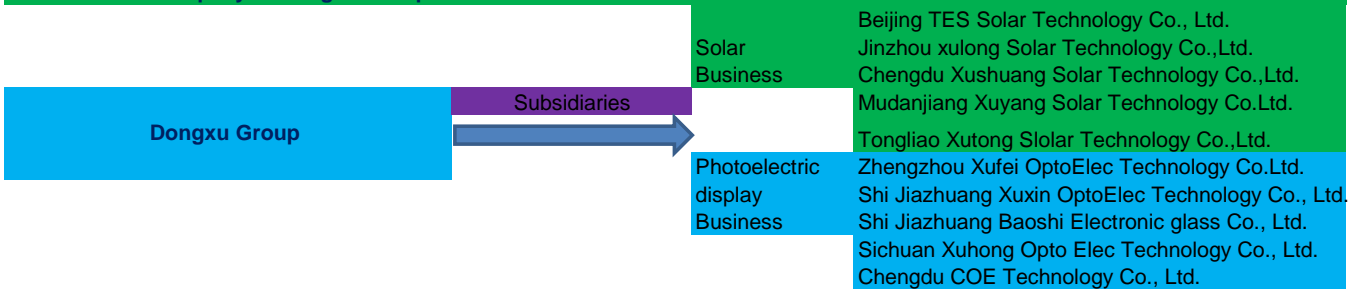 Beijing TES Solar Technology Co., Ltd.
Solar Jinzhou xulong Solar Technology Co.,Ltd.
Business Chengdu Xushuang Solar Technology Co.,Ltd.
Subsidiaries Mudanjiang Xuyang Solar Technology Co.Ltd.
Dongxu Group
Tongliao Xutong Slolar Technology Co.,Ltd.
Photoelectric Zhengzhou Xufei OptoElec Technology Co.Ltd.
display Shi Jiazhuang Xuxin OptoElec Technology Co., Ltd.
Business Shi Jiazhuang Baoshi Electronic glass Co., Ltd.
Sichuan Xuhong Opto Elec Technology Co., Ltd.
Chengdu COE Technology Co., Ltd.